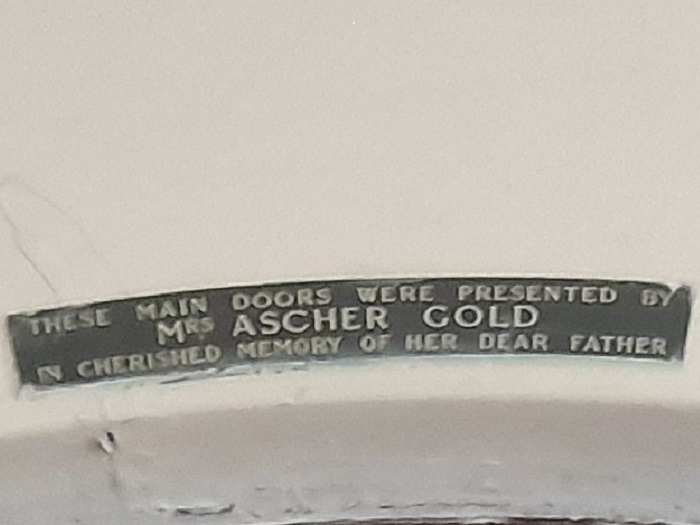 THESE MAIN DOORS WERE PRESENTED BY
MRS ASCHER GOLD
IN CHERISHED MEMORY OF HER DEAR FATHER